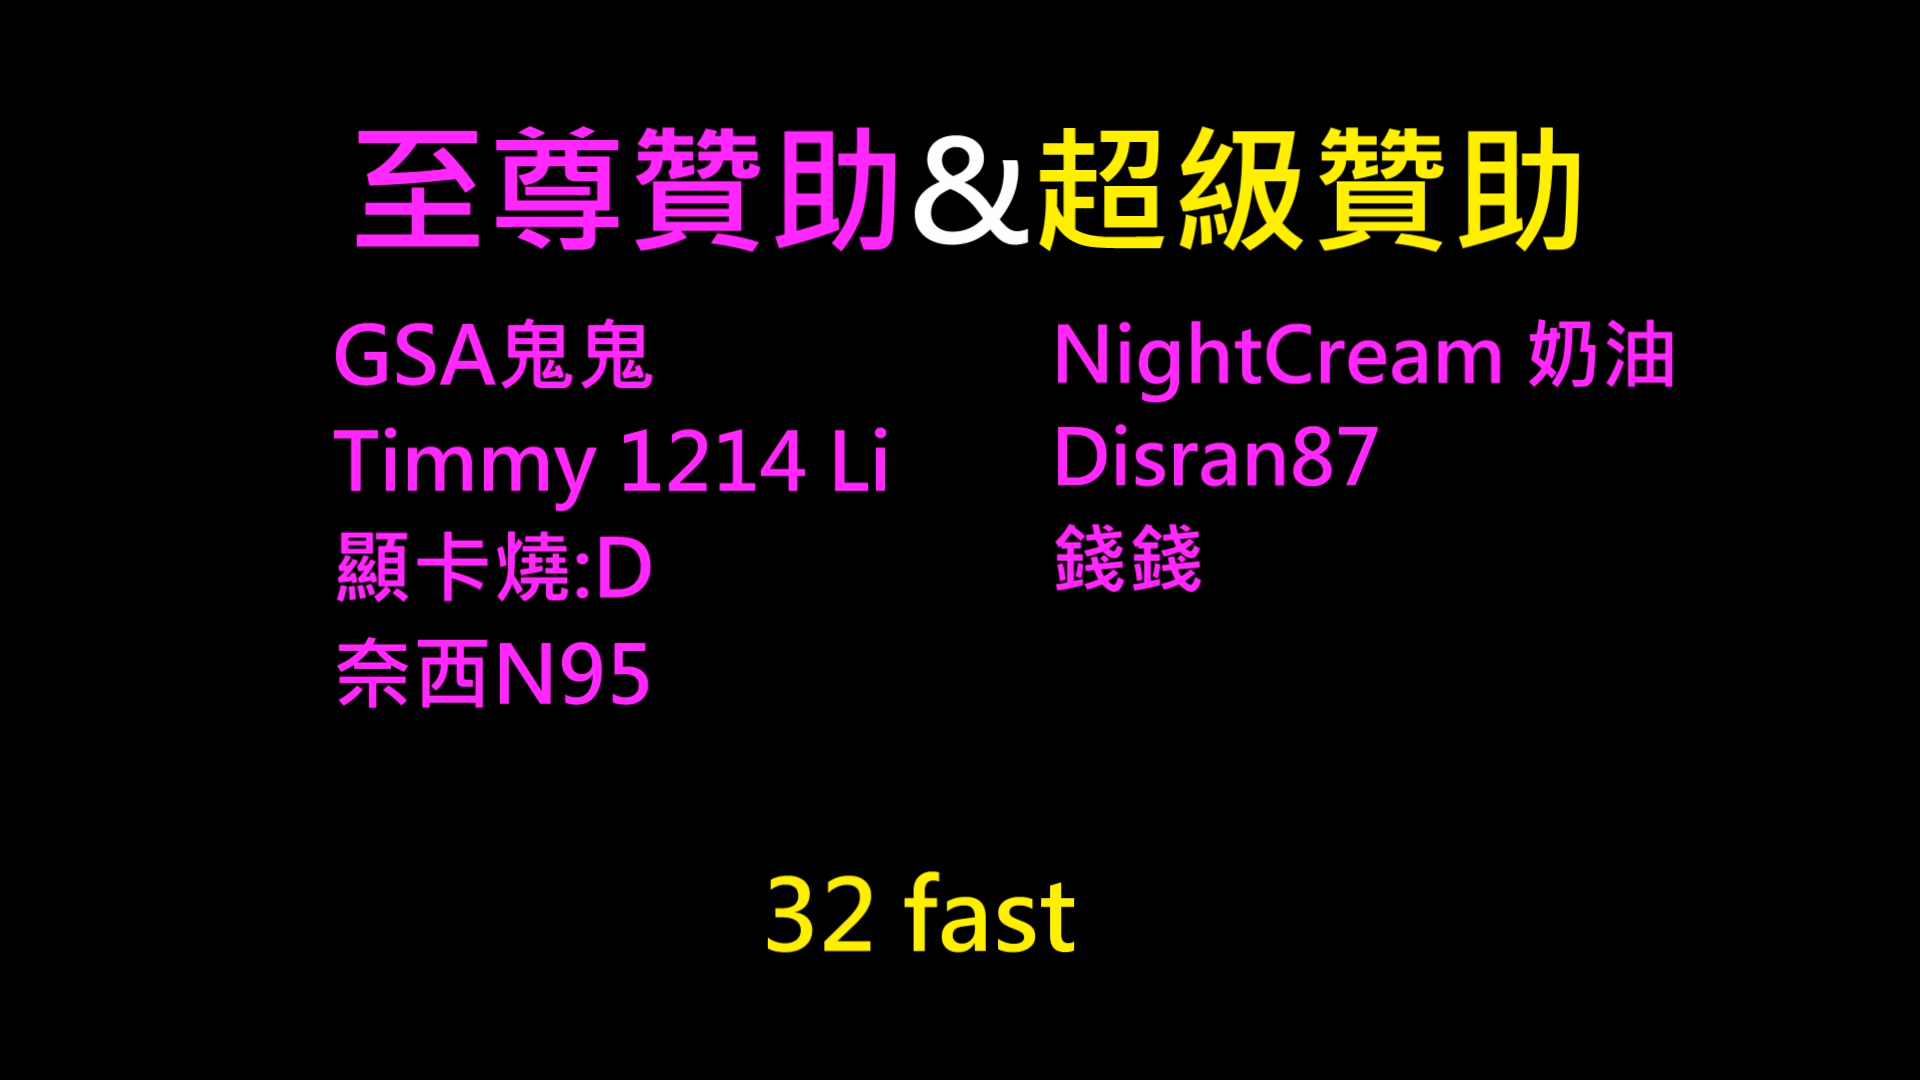 至尊贊助&超級贊助
GSA鬼鬼
Timmy 1214 Li
顯卡燒:D
奈西N95
NightCream 奶油
Disran87
錢錢
32 fast